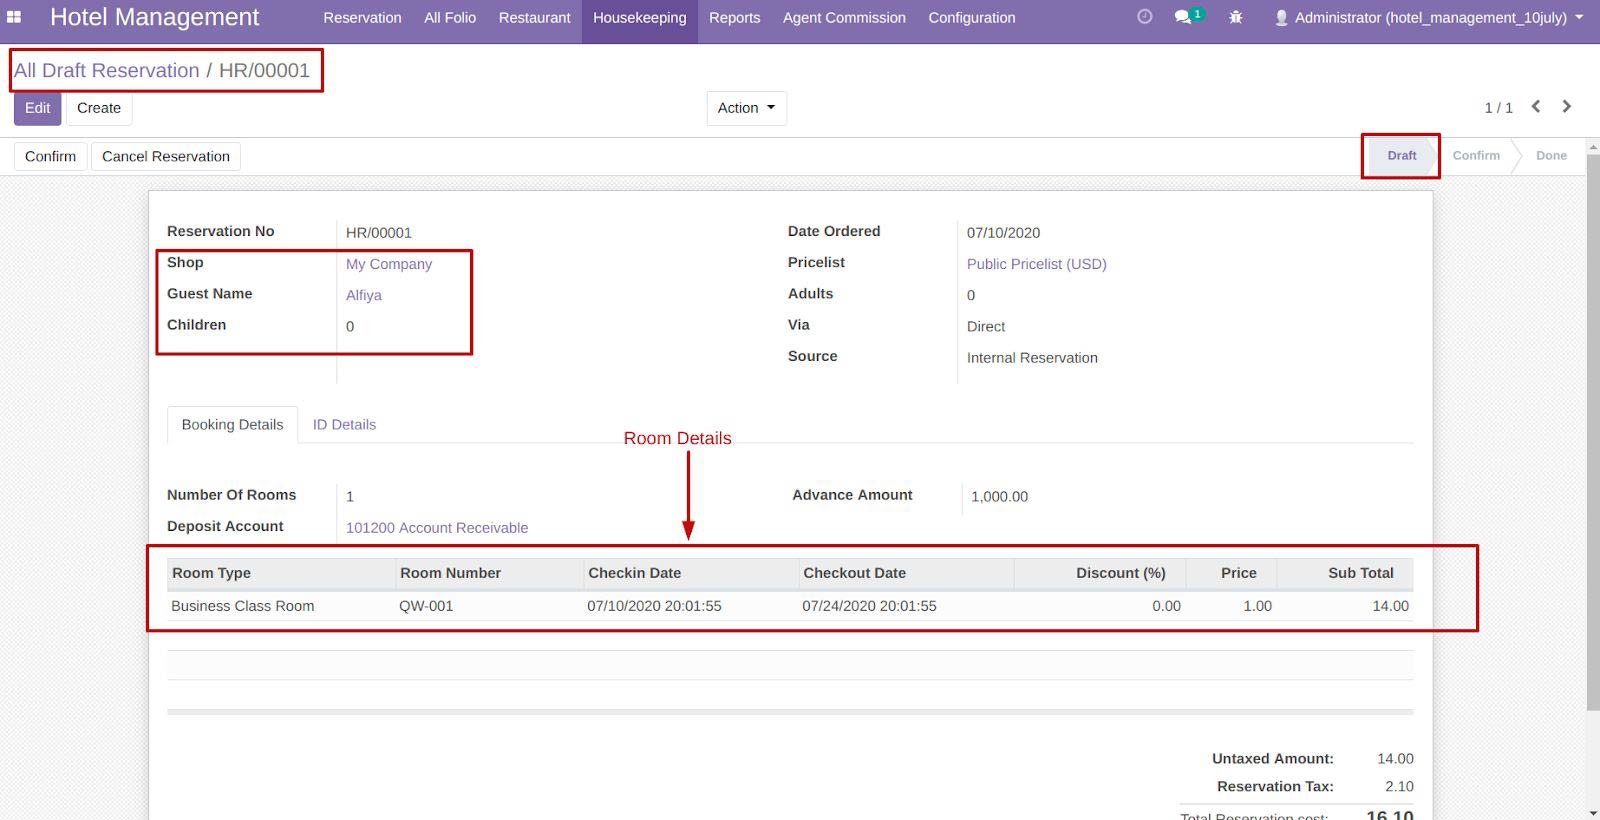 Hotel Management Reservation All Folio Restaurant Housekeeping Reports Agent Commission Configuration 1 Administrator (hotel_management_10july)
All Draft Reservation / HR/00001
Edit Create Action 1 / 1
Confirm Cancel Reservation Draft Confirm Done
Reservation No HR/00001 Date Ordered 07/10/2020
Shop My Company Pricelist Public Pricelist (USD)
Guest Name Alfiya Adults 0
Children 0 Via Direct
Source Internal Reservation
Booking Details ID Details
Room Details
Number Of Rooms 1 Advance Amount 1,000.00
Deposit Account 101200 Account Receivable
Room Type Room Number Checkin Date Checkout Date Discount (%) Price Sub Total
Business Class Room QW-001 07/10/2020 20:01:55 07/24/2020 20:01:55 0.00 1.00 14.00
Untaxed Amount: 14.00
Reservation Tax: 2.10
Total Reservation cost: 16.10